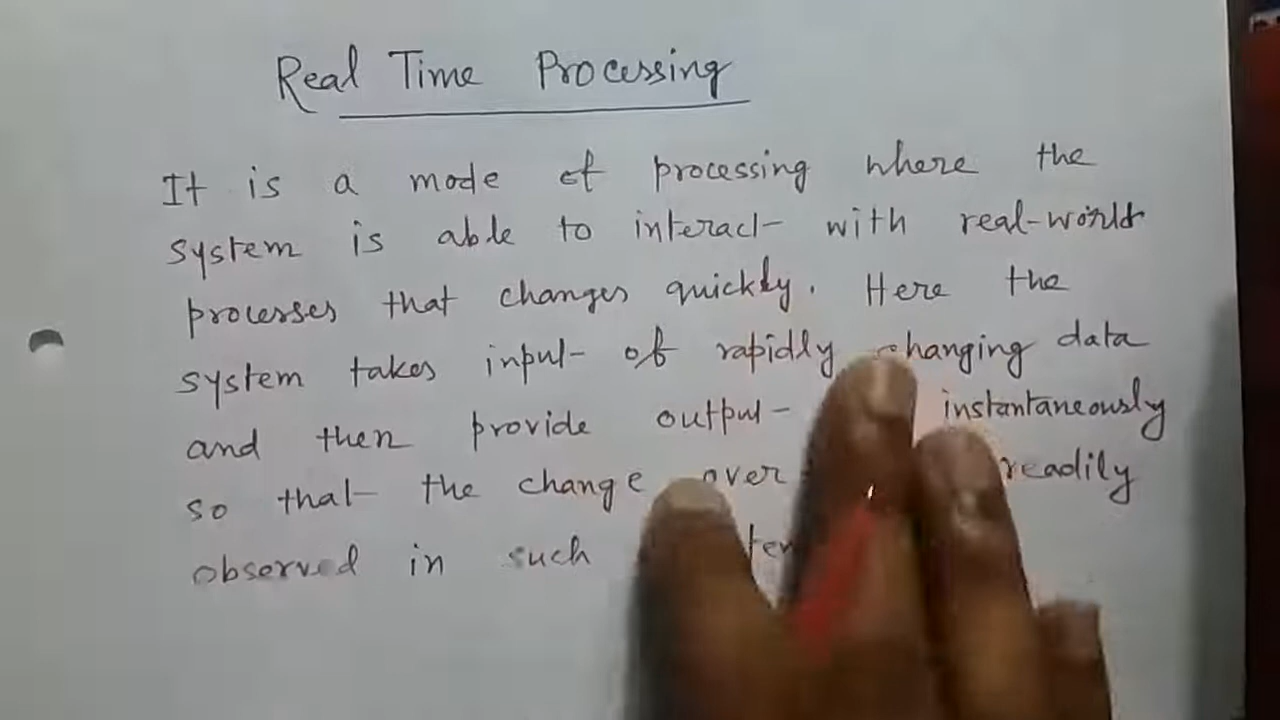 Real Time Processing
It is a mode of processing where the
system is able to interact with real-world
processes that changes quickly. Here the
system takes input of rapidly changing data
and then provide output instantaneously
so that the change over readily
observed in such